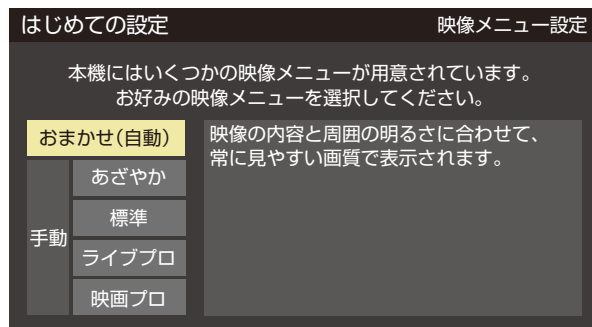 はじめての設定
映像メニュー設定
本機にはいくつかの映像メニューが用意されています。
お好みの映像メニューを選択してください。
おまかせ(自動)
映像の内容と周囲の明るさに合わせて、
常に見やすい画質で表示されます。
手動
あざやか
標準
ライブプロ
映画プロ